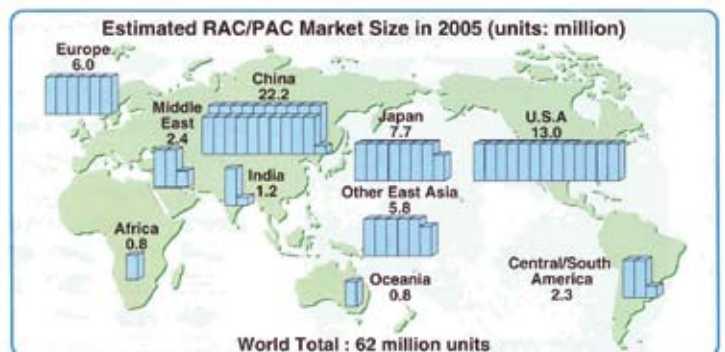 Estimated RAC/PAC Market Size in 2005 (units: million)
Europe
6.0
China
22.2
Middle
East
2.4
Japan
7.7
U.S.A
13.0
India
1.2
Other East Asia
5.8
Africa
0.8
Oceania
0.8
Central/South
America
2.3
World Total : 62 million units